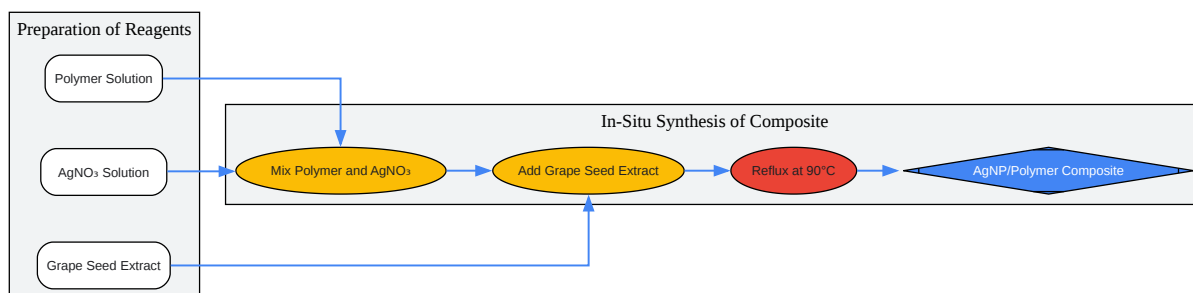 Preparation of Reagents
Polymer Solution
In-Situ Synthesis of Composite
AgNO₃ Solution
Mix Polymer and AgNO₃
Add Grape Seed Extract
Reflux at 90°C
AgNP/Polymer Composite
Grape Seed Extract